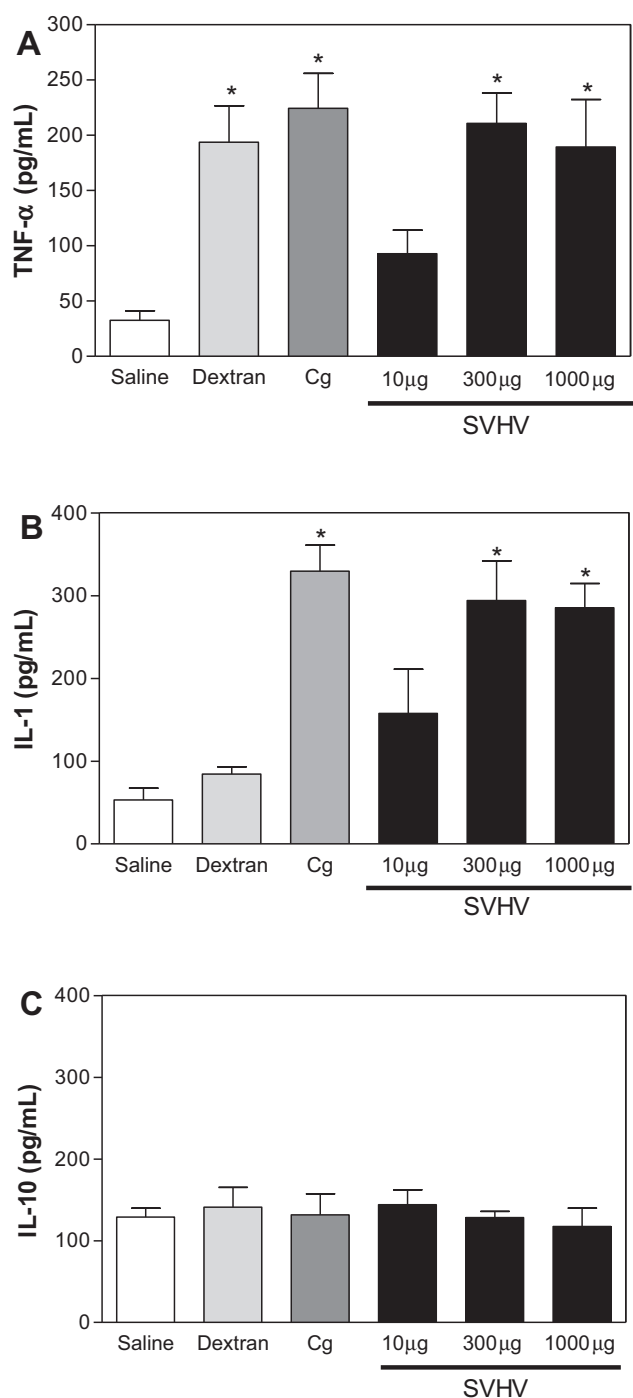 A
TNF-α (pg/mL)
300
250
200
150
100
50
0
* * * *
Saline Dextran Cg 10μg 300μg 1000μg
SVHV
B
IL-1 (pg/mL)
400
300
200
100
0
* * *
Saline Dextran Cg 10μg 300μg 1000μg
SVHV
C
IL-10 (pg/mL)
400
300
200
100
0
Saline Dextran Cg 10μg 300μg 1000μg
SVHV